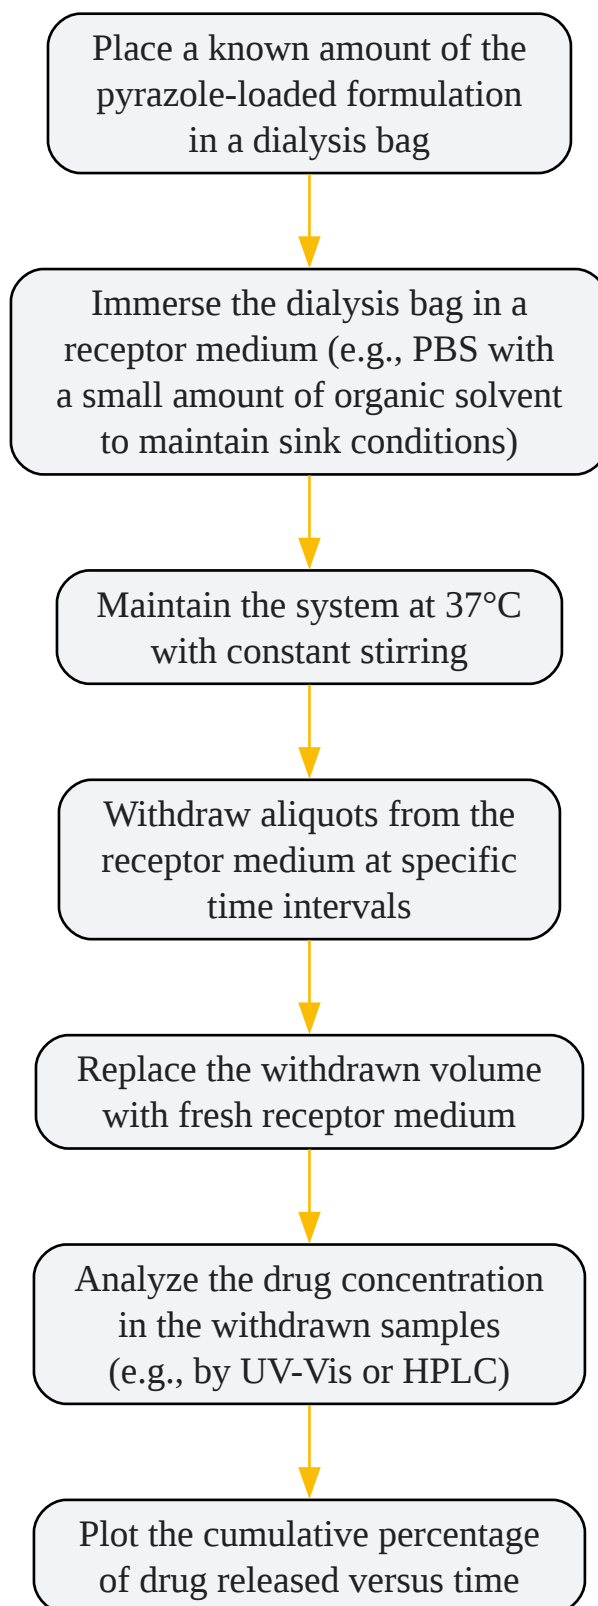 Place a known amount of the
pyrazole-loaded formulation
in a dialysis bag
Immerse the dialysis bag in a
receptor medium (e.g., PBS with
a small amount of organic solvent
to maintain sink conditions)
Maintain the system at 37°C
with constant stirring
Withdraw aliquots from the
receptor medium at specific
time intervals
Replace the withdrawn volume
with fresh receptor medium
Analyze the drug concentration
in the withdrawn samples
(e.g., by UV-Vis or HPLC)
Plot the cumulative percentage
of drug released versus time